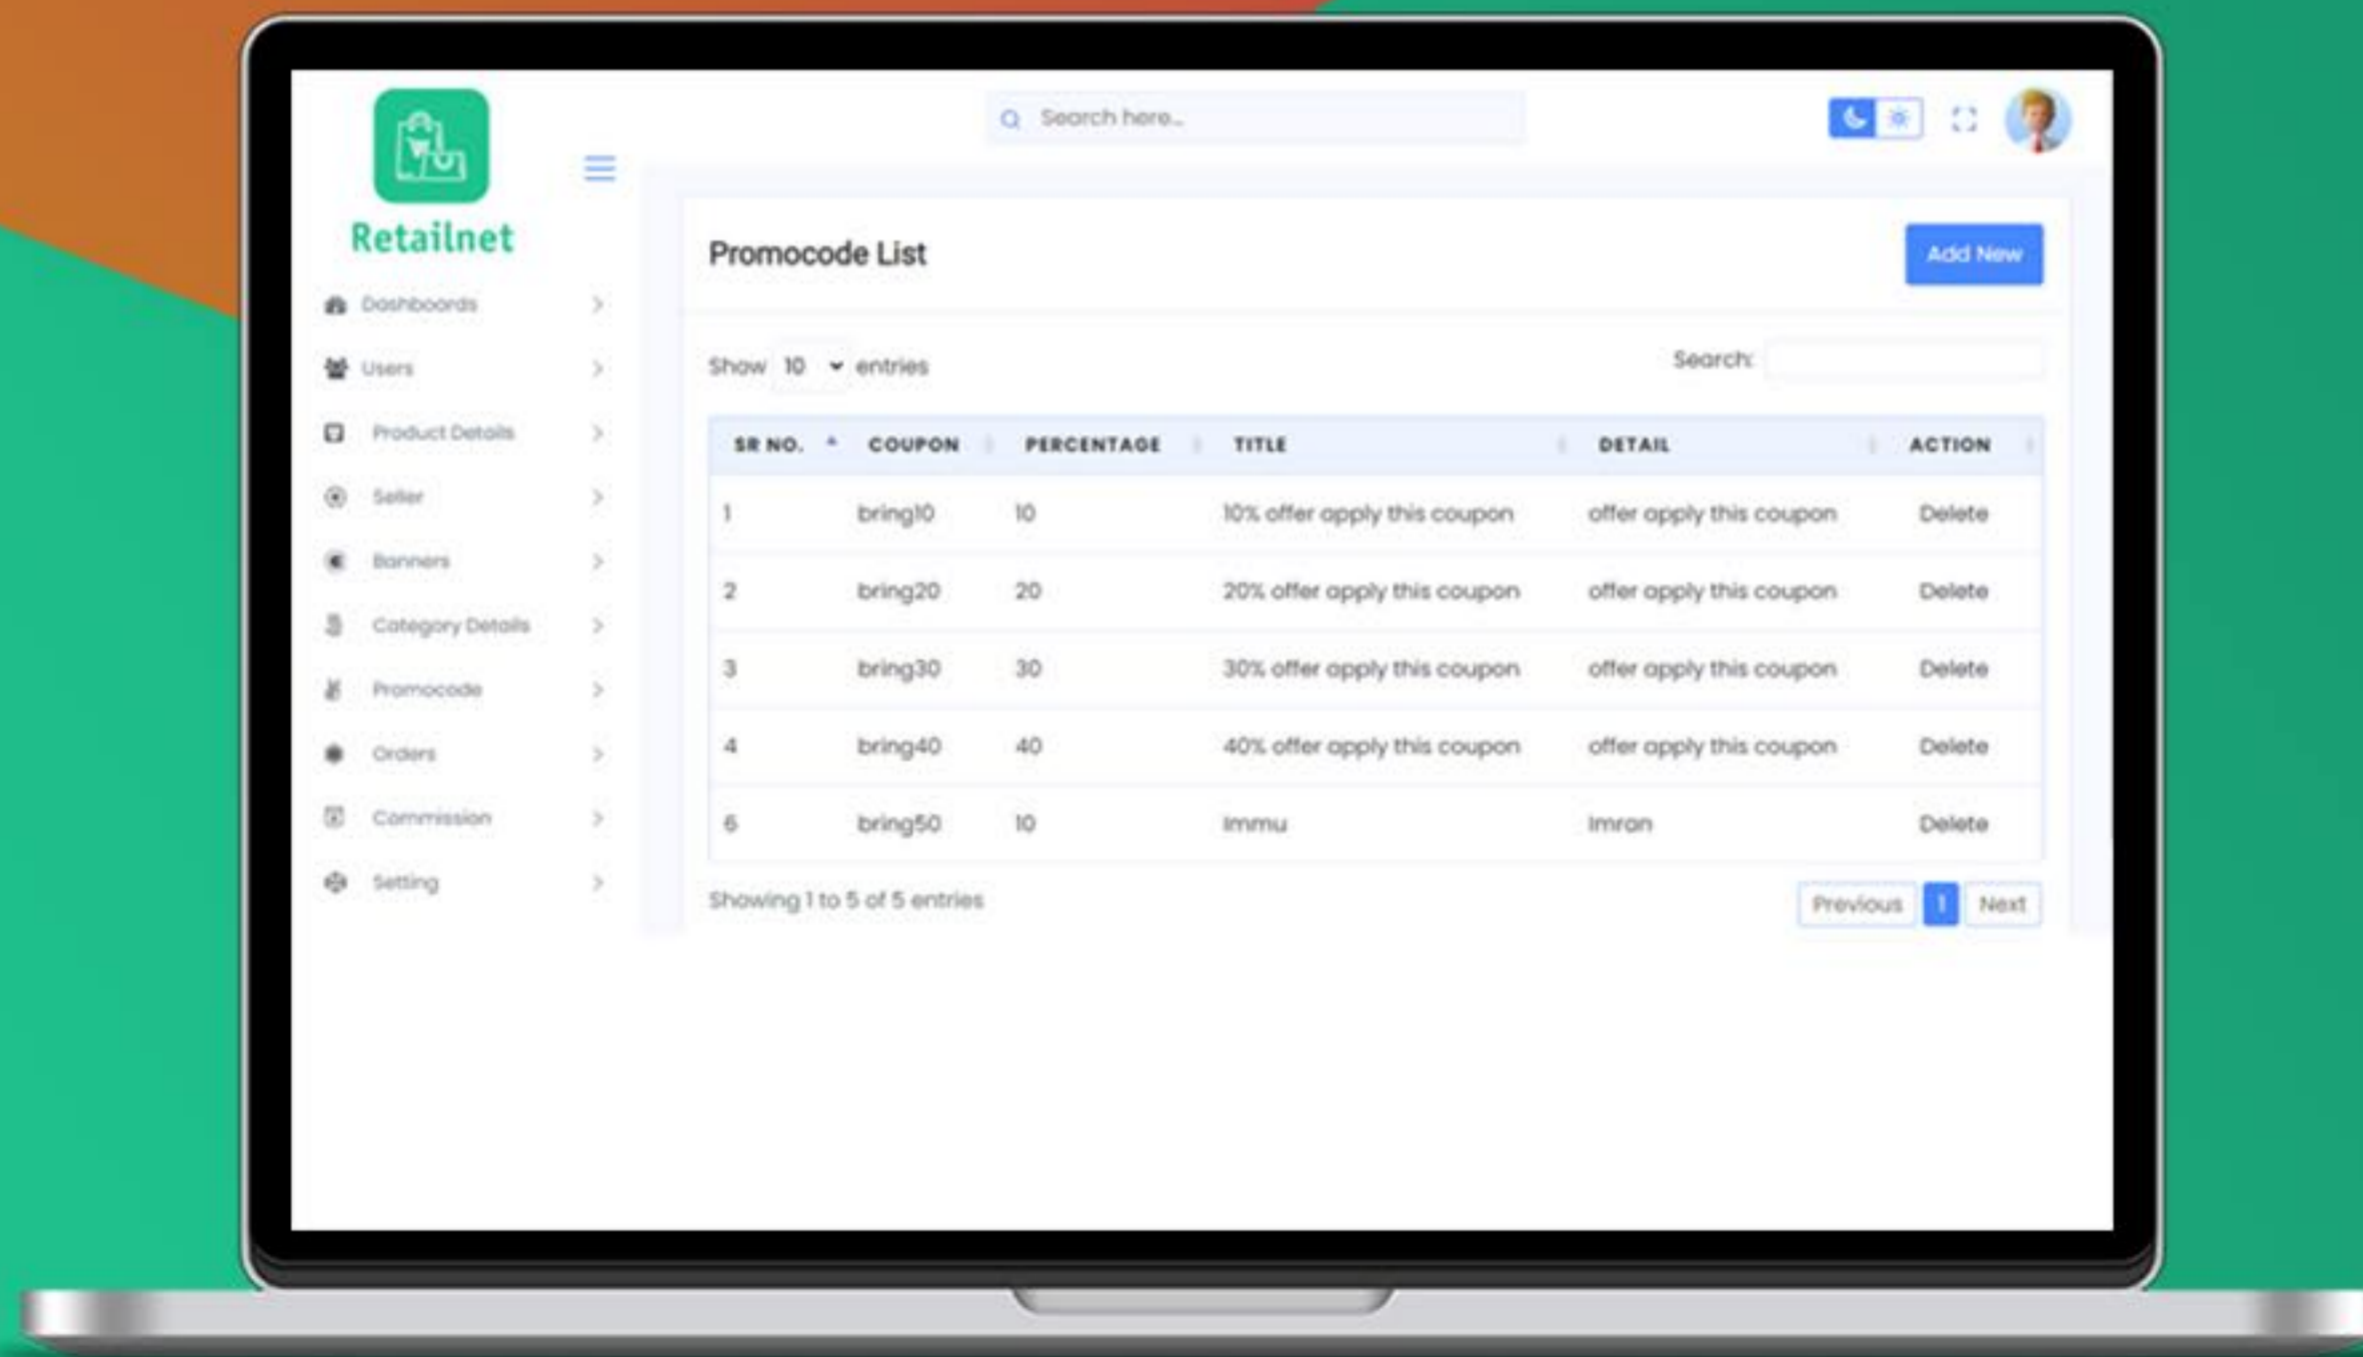 Search here...
Retailnet
Promocode List
Add New
Dashboards
Users
Product Details
Seller
Banners
Category Details
Promocode
Orders
Commission
Setting
Show 10 entries
Search:
SR NO. COUPON PERCENTAGE TITLE DETAIL ACTION
1 bring10 10 10% offer apply this coupon offer apply this coupon Delete
2 bring20 20 20% offer apply this coupon offer apply this coupon Delete
3 bring30 30 30% offer apply this coupon offer apply this coupon Delete
4 bring40 40 40% offer apply this coupon offer apply this coupon Delete
6 bring50 10 Immu Imran Delete
Showing 1 to 5 of 5 entries
Previous 1 Next